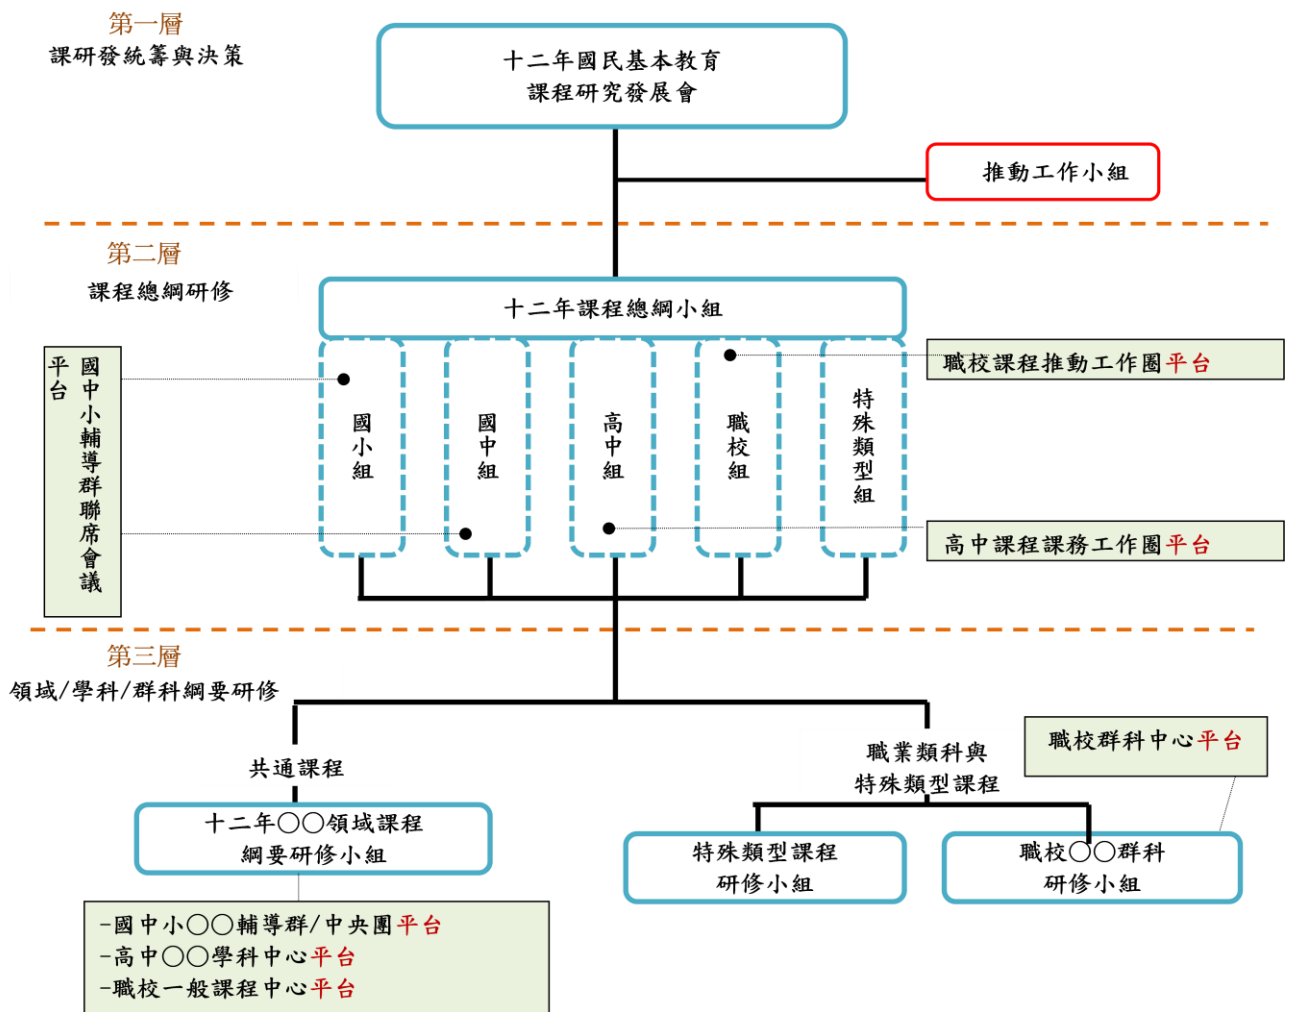 第一層
課研發統籌與決策
十二年國民基本教育
課程研究發展會
推動工作小組
第二層
課程總綱研修
十二年課程總綱小組
國中小輔導群聯席會議
平台
國小組
國中組
高中組
職校組
特殊類型組
職校課程推動工作圈平台
高中課程課務工作圈平台
第三層
領域/學科/群科綱要研修
共通課程
職業類科與
特殊類型課程
職校群科中心平台
十二年○○領域課程
綱要研修小組
特殊類型課程
研修小組
職校○○群科
研修小組
-國中小○○輔導群/中央團平台
-高中○○學科中心平台
-職校一般課程中心平台